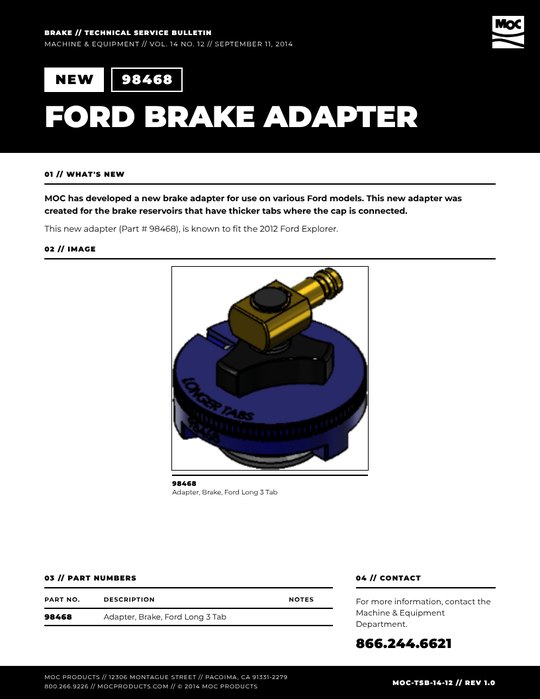 BRAKE // TECHNICAL SERVICE BULLETIN
MACHINE & EQUIPMENT // VOL. 14 NO. 12 // SEPTEMBER 11, 2014
MOC
NEW 98468
FORD BRAKE ADAPTER
01 // WHAT'S NEW
MOC has developed a new brake adapter for use on various Ford models. This new adapter was
created for the brake reservoirs that have thicker tabs where the cap is connected.
This new adapter (Part # 98468), is known to fit the 2012 Ford Explorer.
02 // IMAGE
LONGER TABS
98468
98468
Adapter, Brake, Ford Long 3 Tab
03 // PART NUMBERS
PART NO. DESCRIPTION NOTES
98468 Adapter, Brake, Ford Long 3 Tab
04 // CONTACT
For more information, contact the
Machine & Equipment
Department.
866.244.6621
MOC PRODUCTS // 12306 MONTAGUE STREET // PACOIMA, CA 91331-2279
800.266.9226 // MOCPRODUCTS.COM // © 2014 MOC PRODUCTS
MOC-TSB-14-12 // REV 1.0